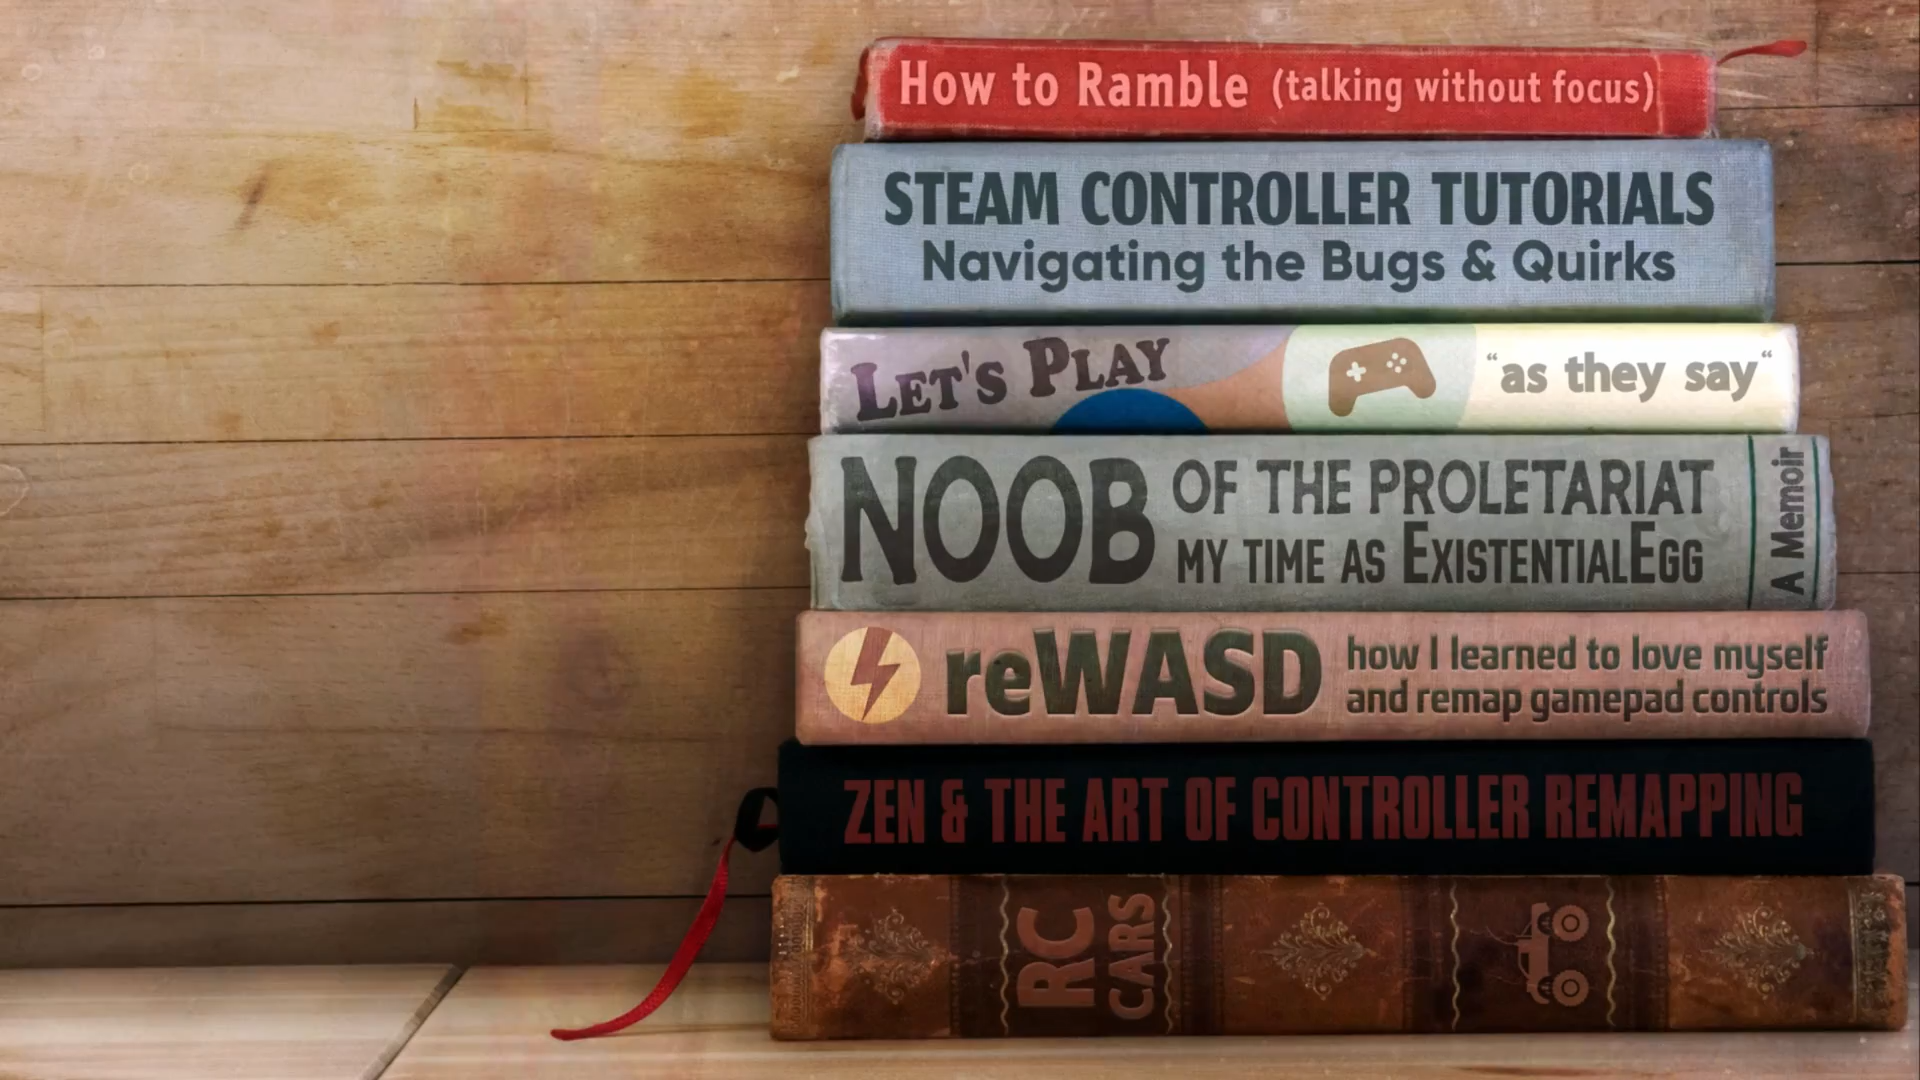 How to Ramble (talking without focus)
STEAM CONTROLLER TUTORIALS
Navigating the Bugs & Quirks
LET'S PLAY
“as they say“
NOOB
OF THE PROLETARIAT
MY TIME AS EXISTENTIALEGG
A Memoir
reWASD
how I learned to love myself
and remap gamepad controls
ZEN & THE ART OF CONTROLLER REMAPPING
RC
CARS